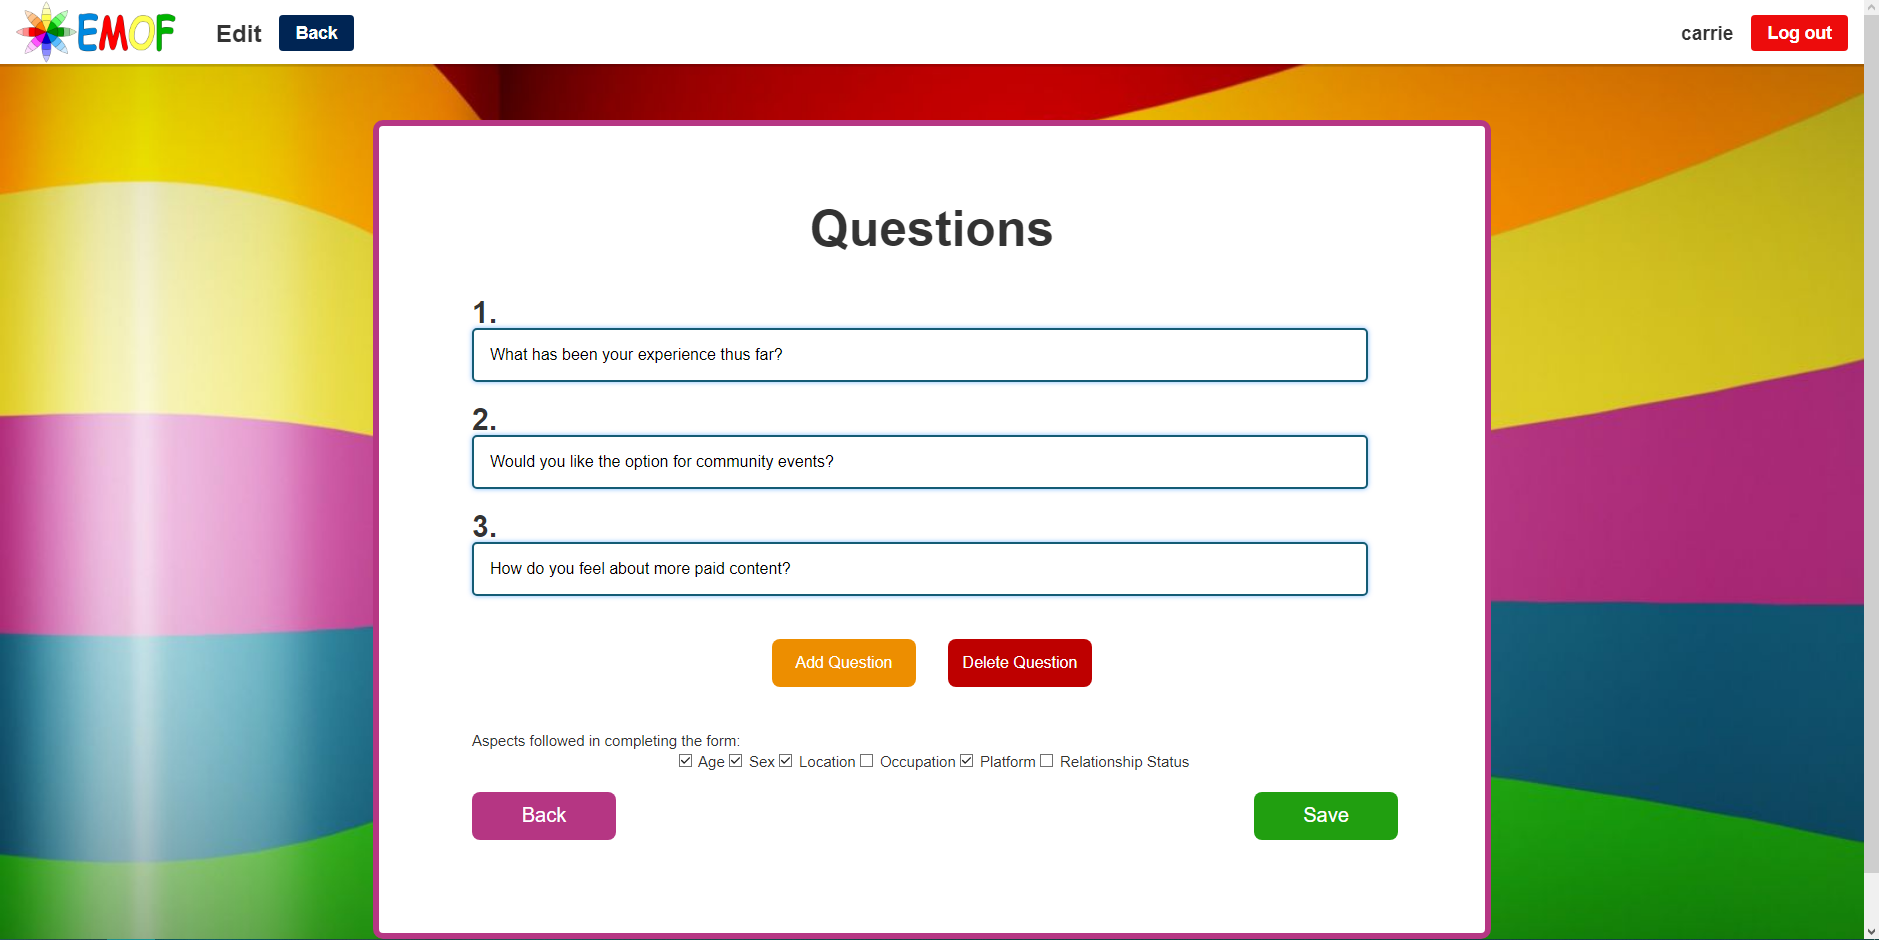 EMOF Edit Back carrie Log out
Questions
1.
What has been your experience thus far?
2.
Would you like the option for community events?
3.
How do you feel about more paid content?
Add Question Delete Question
Aspects followed in completing the form:
Age Sex Location Occupation Platform Relationship Status
Back Save